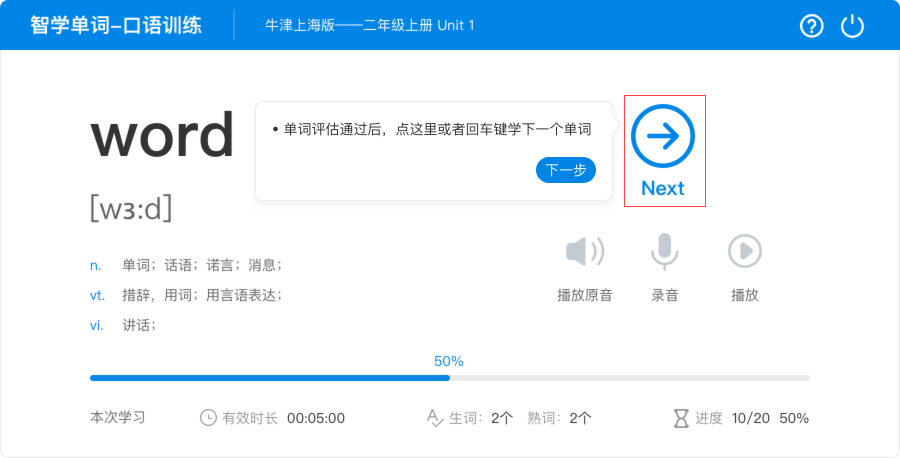 智学单词-口语训练 牛津上海版——二年级上册 Unit 1
word
• 单词评估通过后，点这里或者回车键学下一个单词
下一步
Next
[wɜ:d]
n. 单词；话语；诺言；消息；
vt. 措辞，用词；用言语表达；
vi. 讲话；
播放原音 录音 播放
50%
本次学习 有效时长 00:05:00 生词：2个 熟词：2个 进度 10/20 50%